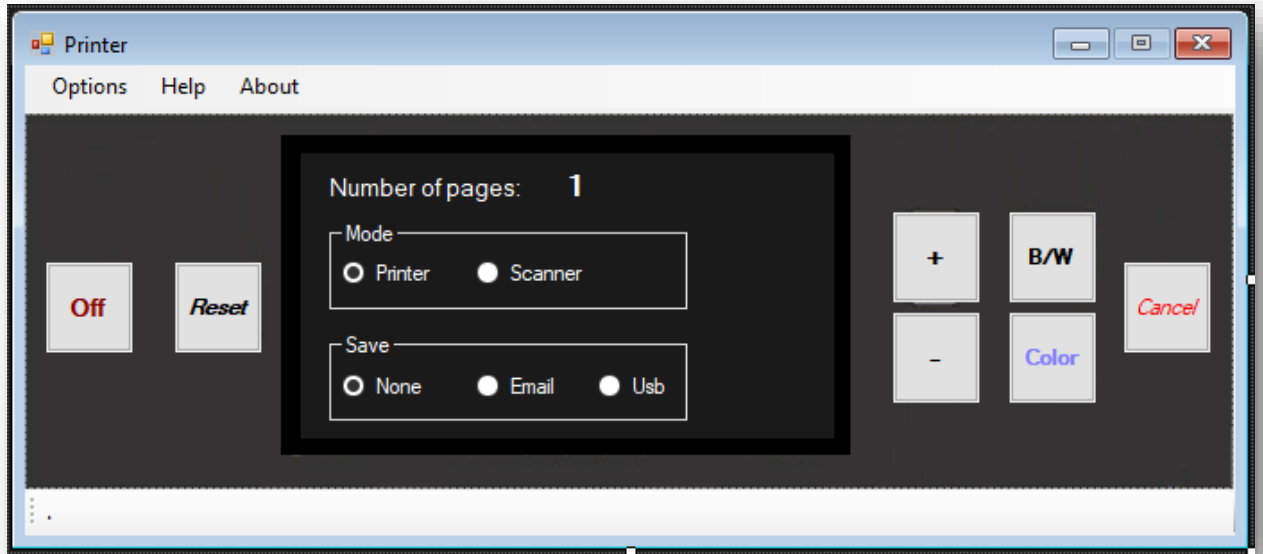 Printer
Options Help About
Number of pages: 1
Mode
Printer Scanner
Save
None Email Usb
Off
Reset
+
B/W
-
Color
Cancel
.